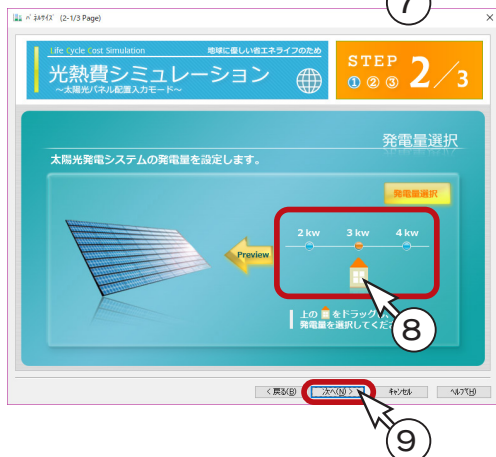 ⑦
ﾊﾟﾈﾙｻｲｽﾞ (2-1/3 Page)
Life Cycle Cost Simulation
地球に優しい省エネライフのため
光熱費シミュレーション
～太陽光パネル配置入力モード～
STEP
① ② ③ 2/3
発電量選択
太陽光発電システムの発電量を設定します。
発電量選択
2 kw 3 kw 4 kw
Preview
上の をドラッグ
発電量を選択してくだ
⑧
< 戻る(B) 次へ(N) > ｷｬﾝｾﾙ ﾍﾙﾌﾟ(H)
⑨